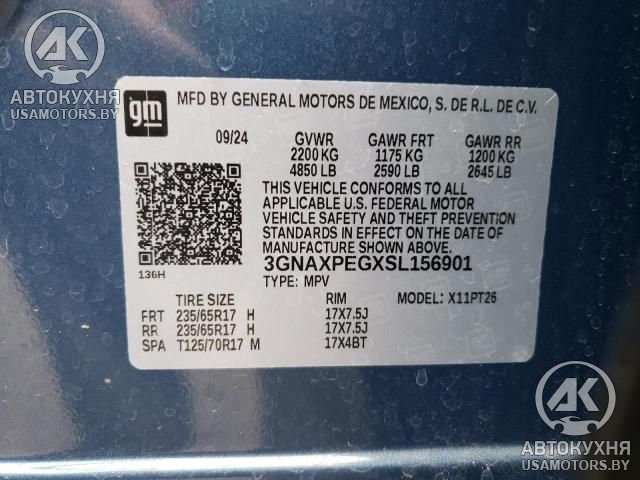 AK
АВТОКУХНЯ
USAMOTORS.BY
gm
MFD BY GENERAL MOTORS DE MEXICO, S. DE R.L. DE C.V.
09/24 GVWR GAWR FRT GAWR RR
2200 KG 1175 KG 1200 KG
4850 LB 2590 LB 2645 LB
THIS VEHICLE CONFORMS TO ALL
APPLICABLE U.S. FEDERAL MOTOR
VEHICLE SAFETY AND THEFT PREVENTION
STANDARDS IN EFFECT ON THE DATE OF
MANUFACTURE SHOWN ABOVE.
3GNAXPEGXSL156901
136H
TYPE: MPV MODEL: X11PT26
TIRE SIZE RIM
FRT 235/65R17 H 17X7.5J
RR 235/65R17 H 17X7.5J
SPA T125/70R17 M 17X4BT
AK
АВТОКУХНЯ
USAMOTORS.BY